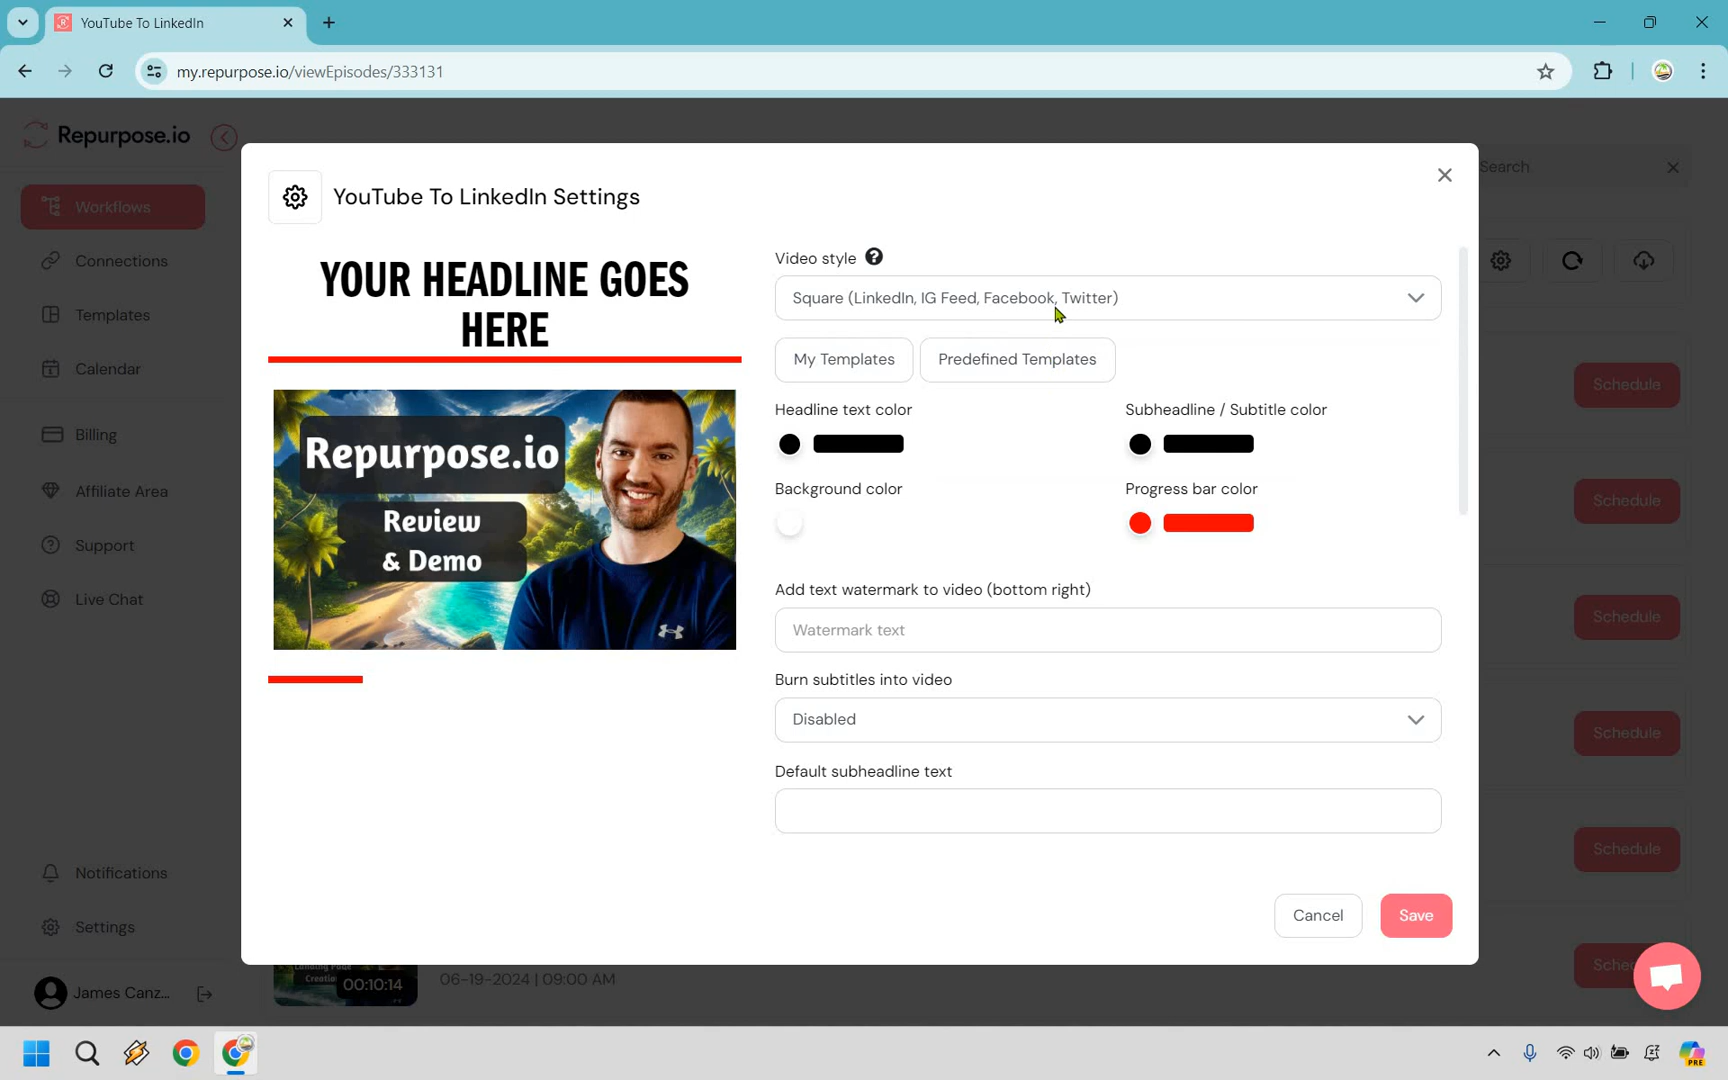 YouTube To LinkedIn
my.repurpose.io/viewEpisodes/333131
Repurpose.io
Search
Workflows
Connections
Templates
Calendar
Billing
Affiliate Area
Support
Live Chat
Notifications
Settings
James Canz...
YouTube To LinkedIn Settings
YOUR HEADLINE GOES
HERE
Repurpose.io
Review
& Demo
Video style
Square (LinkedIn, IG Feed, Facebook, Twitter)
My Templates
Predefined Templates
Headline text color
Subheadline / Subtitle color
Background color
Progress bar color
Add text watermark to video (bottom right)
Watermark text
Burn subtitles into video
Disabled
Default subheadline text
Cancel
Save
Schedule
Schedule
Schedule
Schedule
Schedule
00:10:14
06-19-2024 | 09:00 AM
PRE